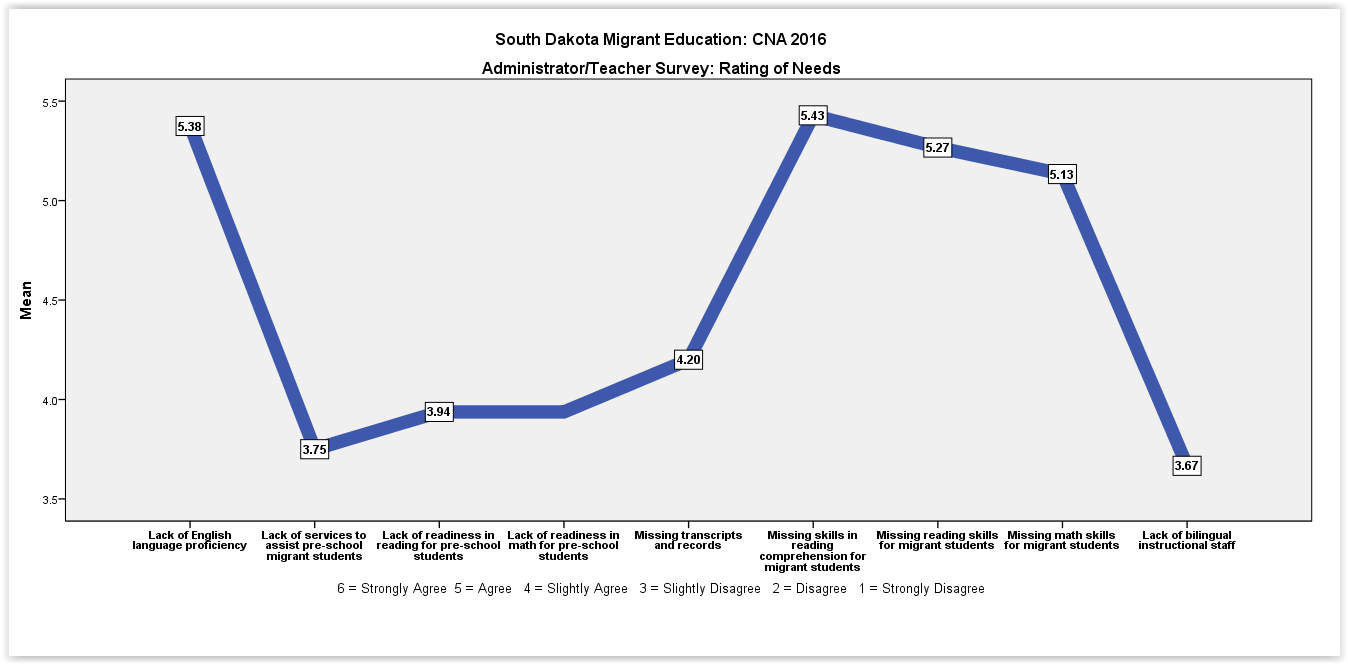 South Dakota Migrant Education: CNA 2016
Administrator/Teacher Survey: Rating of Needs
Mean
5.5
5.0
4.5
4.0
3.5
5.38
3.75
3.94
4.20
5.43
5.27
5.13
3.67
Lack of English
language proficiency
Lack of services to
assist pre-school
migrant students
Lack of readiness in
reading for pre-school
students
Lack of readiness in
math for pre-school
students
Missing transcripts
and records
Missing skills in
reading
comprehension for
migrant students
Missing reading skills
for migrant students
Missing math skills
for migrant students
Lack of bilingual
instructional staff
6 = Strongly Agree 5 = Agree 4 = Slightly Agree 3 = Slightly Disagree 2 = Disagree 1 = Strongly Disagree